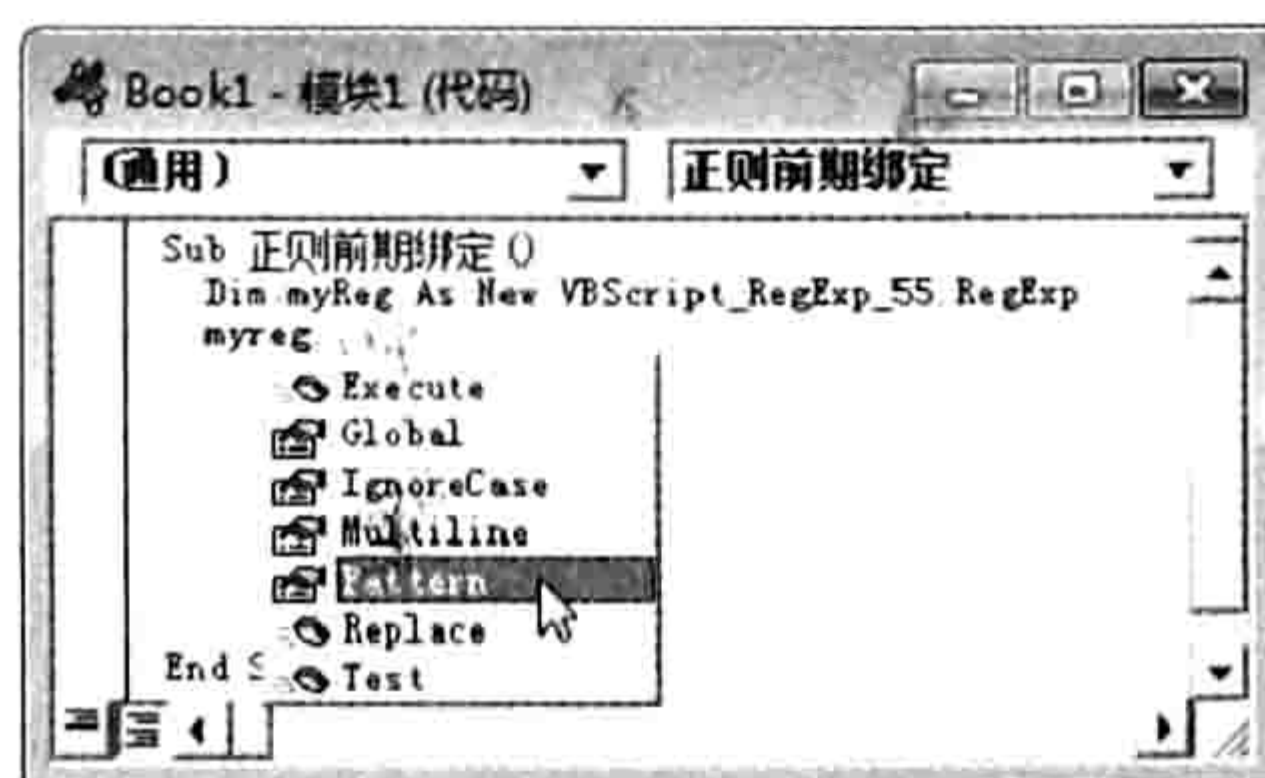 Book1 - 模块1 (代码)
(通用)
正则前期绑定
Sub 正则前期绑定()
Dim myReg As New VBScript_RegExp_55.RegExp
myreg.
Execute
Global
IgnoreCase
Multiline
Pattern
Replace
End S
Test